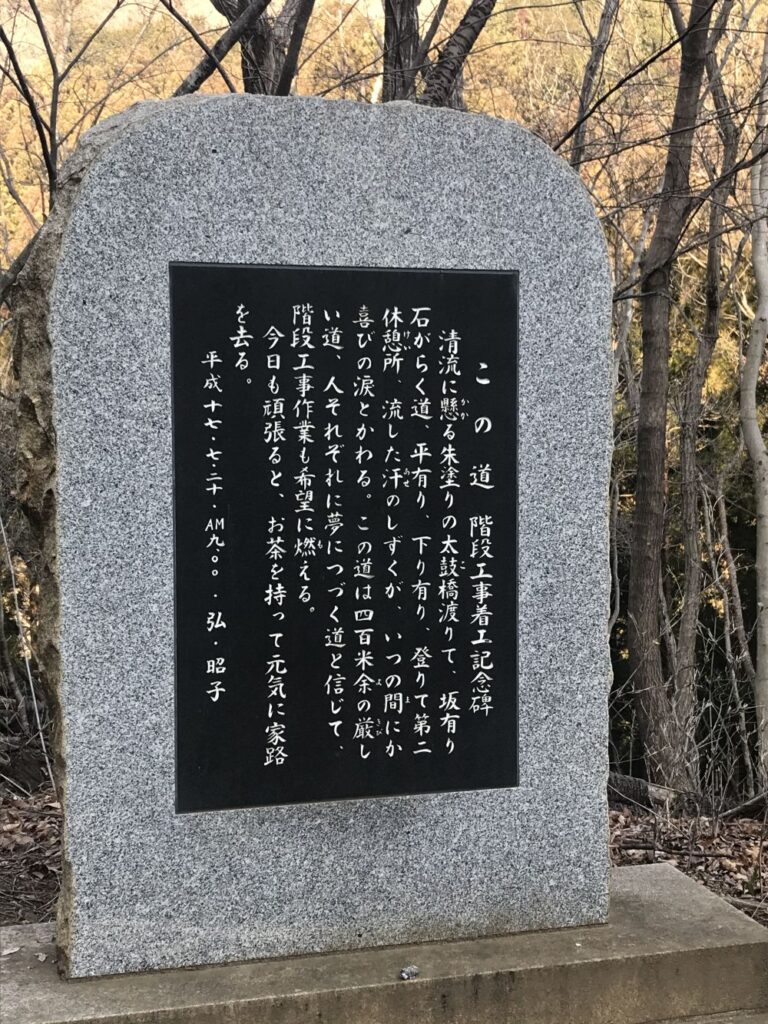 この道 階段工事着工記念碑
清流に懸る朱塗りの太鼓橋渡りて、坂有り
石がらく道、平有り、下り有り、登りて第二
休憩所、流した汗のしずくが、いつの間にか
喜びの涙とかわる。この道は四百米余の厳し
い道、人それぞれに夢につづく道と信じて、
階段工事作業も希望に燃える。
今日も頑張ると、お茶を持って元気に家路
を去る。
平成十七・七・二十・AM九:〇〇・弘・昭子